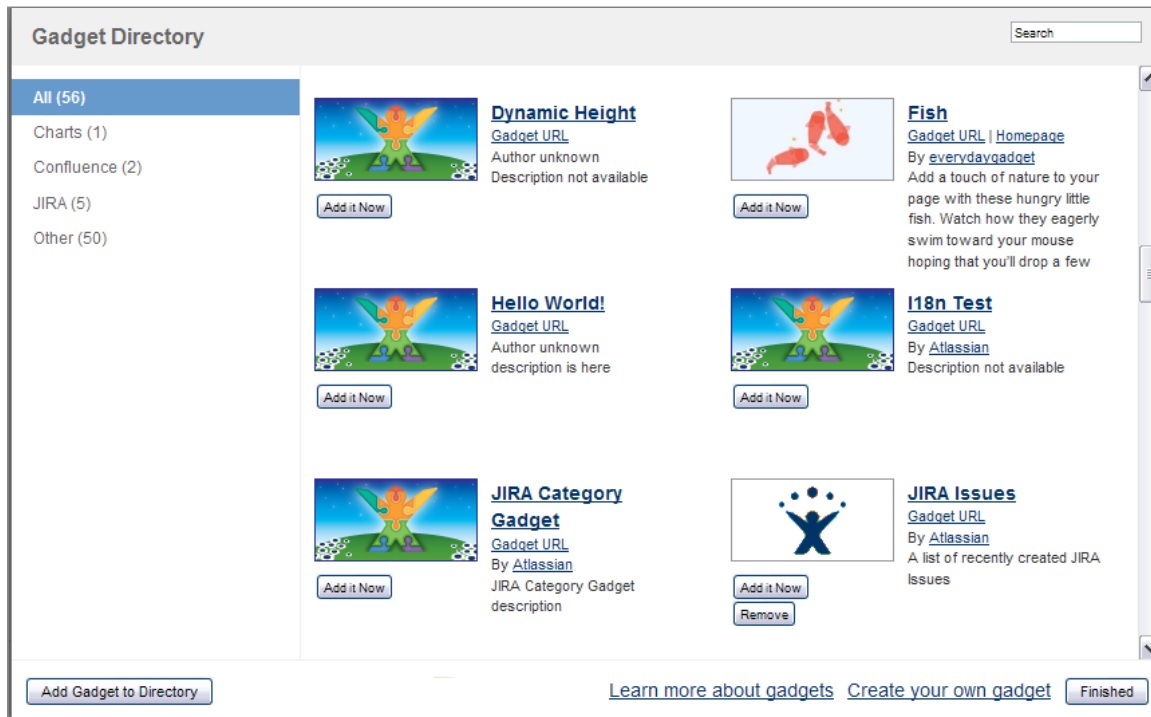 Gadget Directory
Search
All (56)
Charts (1)
Confluence (2)
JIRA (5)
Other (50)
Dynamic Height
Gadget URL
Author unknown
Description not available
Add it Now
Fish
Gadget URL | Homepage
By everydaygadget
Add a touch of nature to your
page with these hungry little
fish. Watch how they eagerly
swim toward your mouse
hoping that you'll drop a few
Add it Now
Hello World!
Gadget URL
Author unknown
description is here
Add it Now
I18n Test
Gadget URL
By Atlassian
Description not available
Add it Now
JIRA Category
Gadget
Gadget URL
By Atlassian
JIRA Category Gadget
description
Add it Now
JIRA Issues
Gadget URL
By Atlassian
A list of recently created JIRA
Issues
Add it Now
Remove
Add Gadget to Directory
Learn more about gadgets
Create your own gadget
Finished